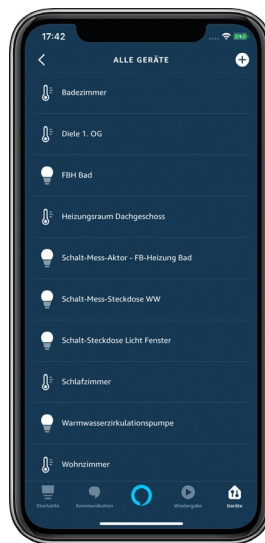 17:42
ALLE GERÄTE
Badezimmer
Diele 1. OG
FBH Bad
Heizungsraum Dachgeschoss
Schalt-Mess-Aktor - FB-Heizung Bad
Schalt-Mess-Steckdose WW
Schalt-Steckdose Licht Fenster
Schlafzimmer
Warmwasserzirkulationspumpe
Wohnzimmer
Startseite Kommunikation Wiedergabe Geräte